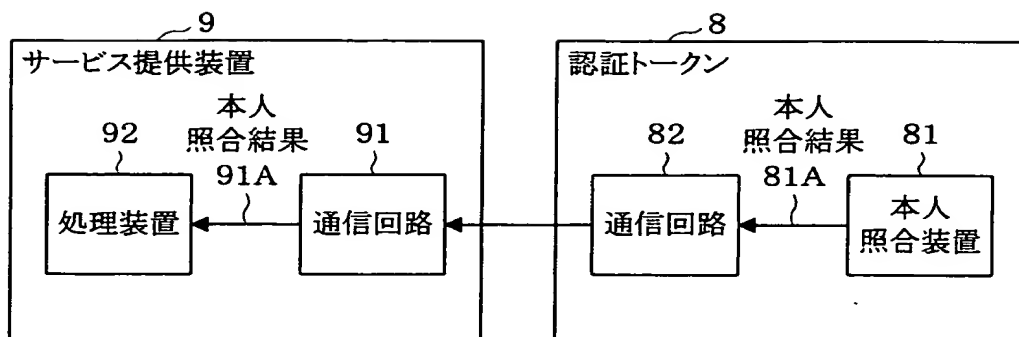 9
サービス提供装置
本人
照合結果
92
91
91A
処理装置
通信回路
8
認証トークン
本人
照合結果
82
81
81A
通信回路
本人
照合装置